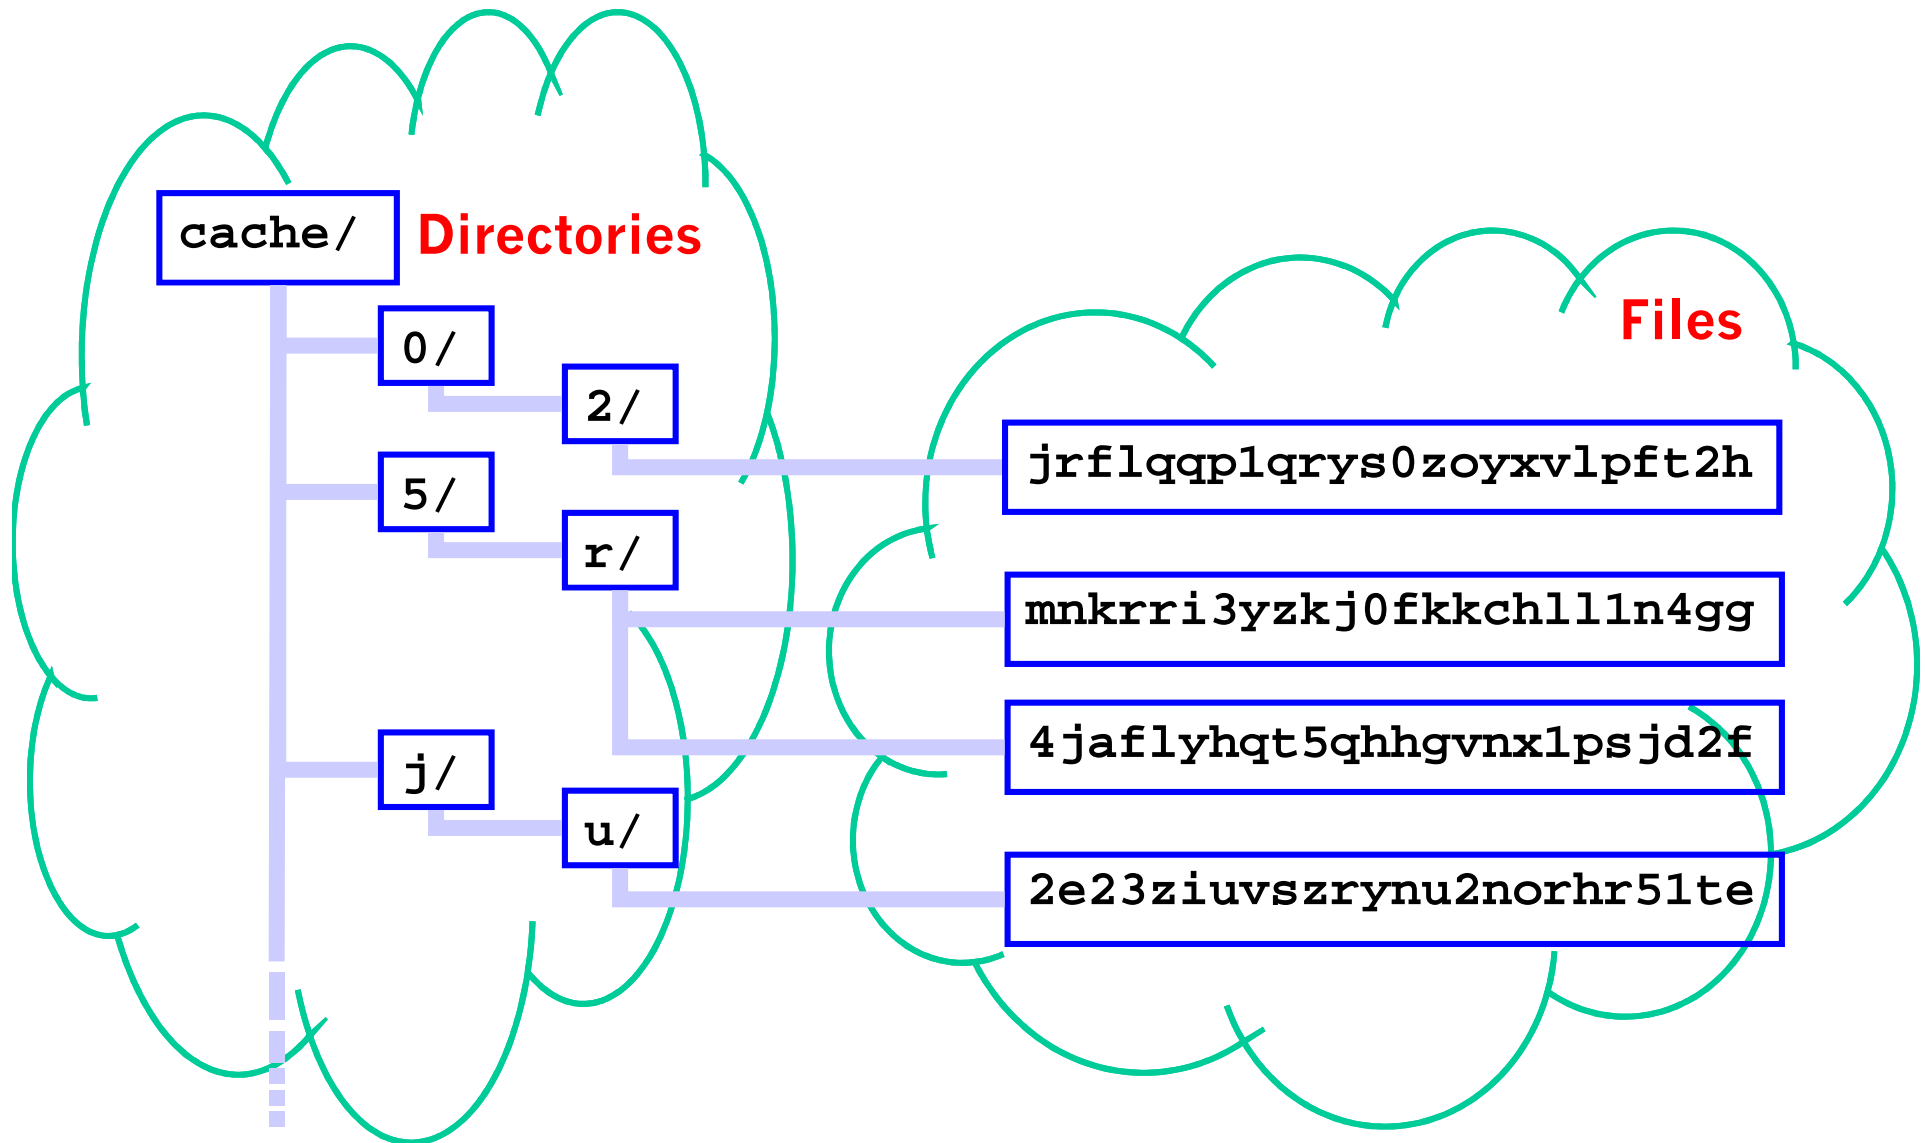 cache/ Directories
0/
2/
5/
r/
j/
u/
Files
jrflqqp1qrys0zoyxvlpft2h
mnkrri3yzkj0fkkchll1n4gg
4jaflyhqt5qhhgvnx1psjd2f
2e23ziuvszrynu2norhr51te